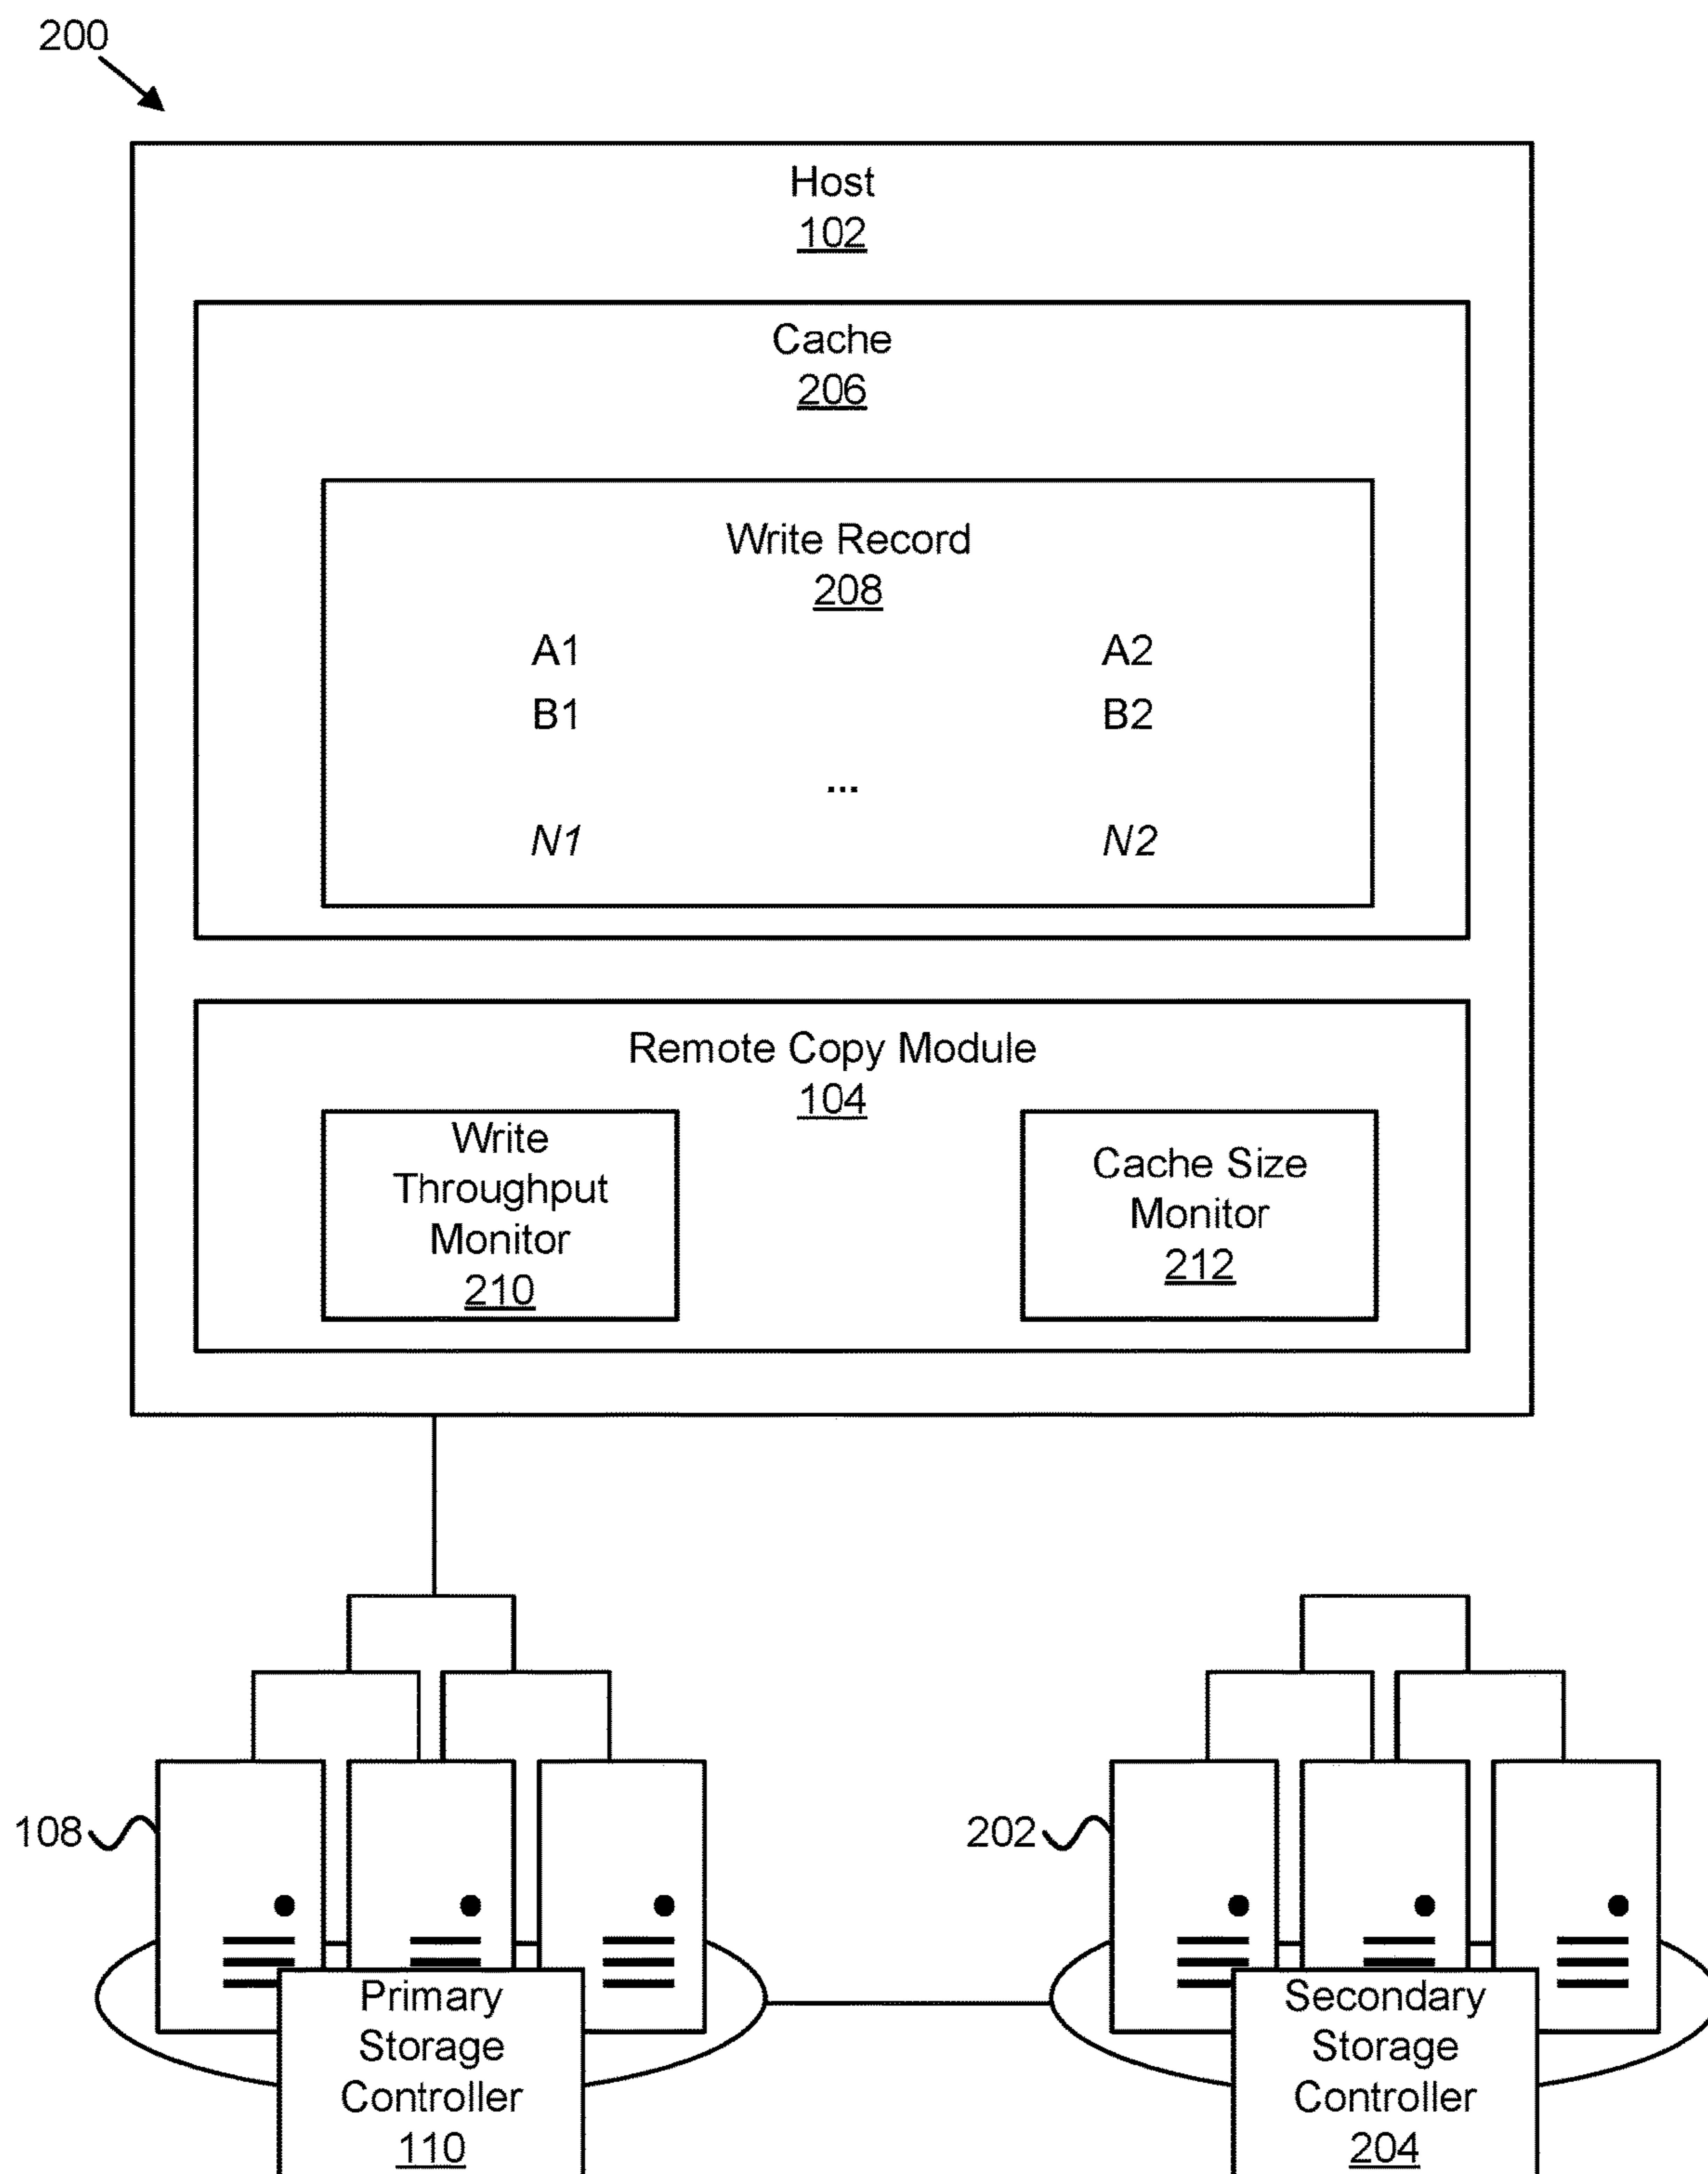 200
Host
102
Cache
206
Write Record
208
A1 A2
B1 B2
...
N1 N2
Remote Copy Module
104
Write
Throughput
Monitor
210
Cache Size
Monitor
212
108
202
Primary
Storage
Controller
110
Secondary
Storage
Controller
204